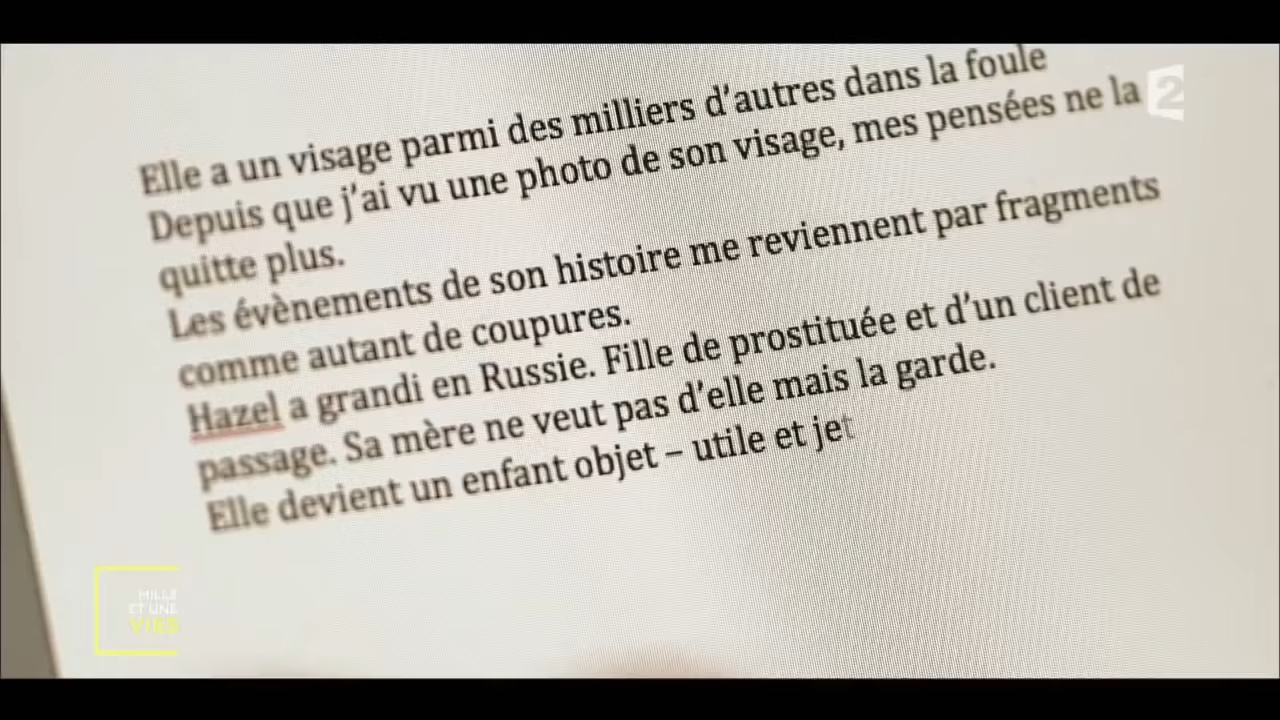 Elle a un visage parmi des milliers d'autres dans la foule
Depuis que j'ai vu une photo de son visage, mes pensées ne la
quitte plus.
Les évènements de son histoire me reviennent par fragments
comme autant de coupures.
Hazel a grandi en Russie. Fille de prostituée et d'un client de
passage. Sa mère ne veut pas d'elle mais la garde.
Elle devient un enfant objet – utile et jet
2
MILLE
ET UNE
VIES